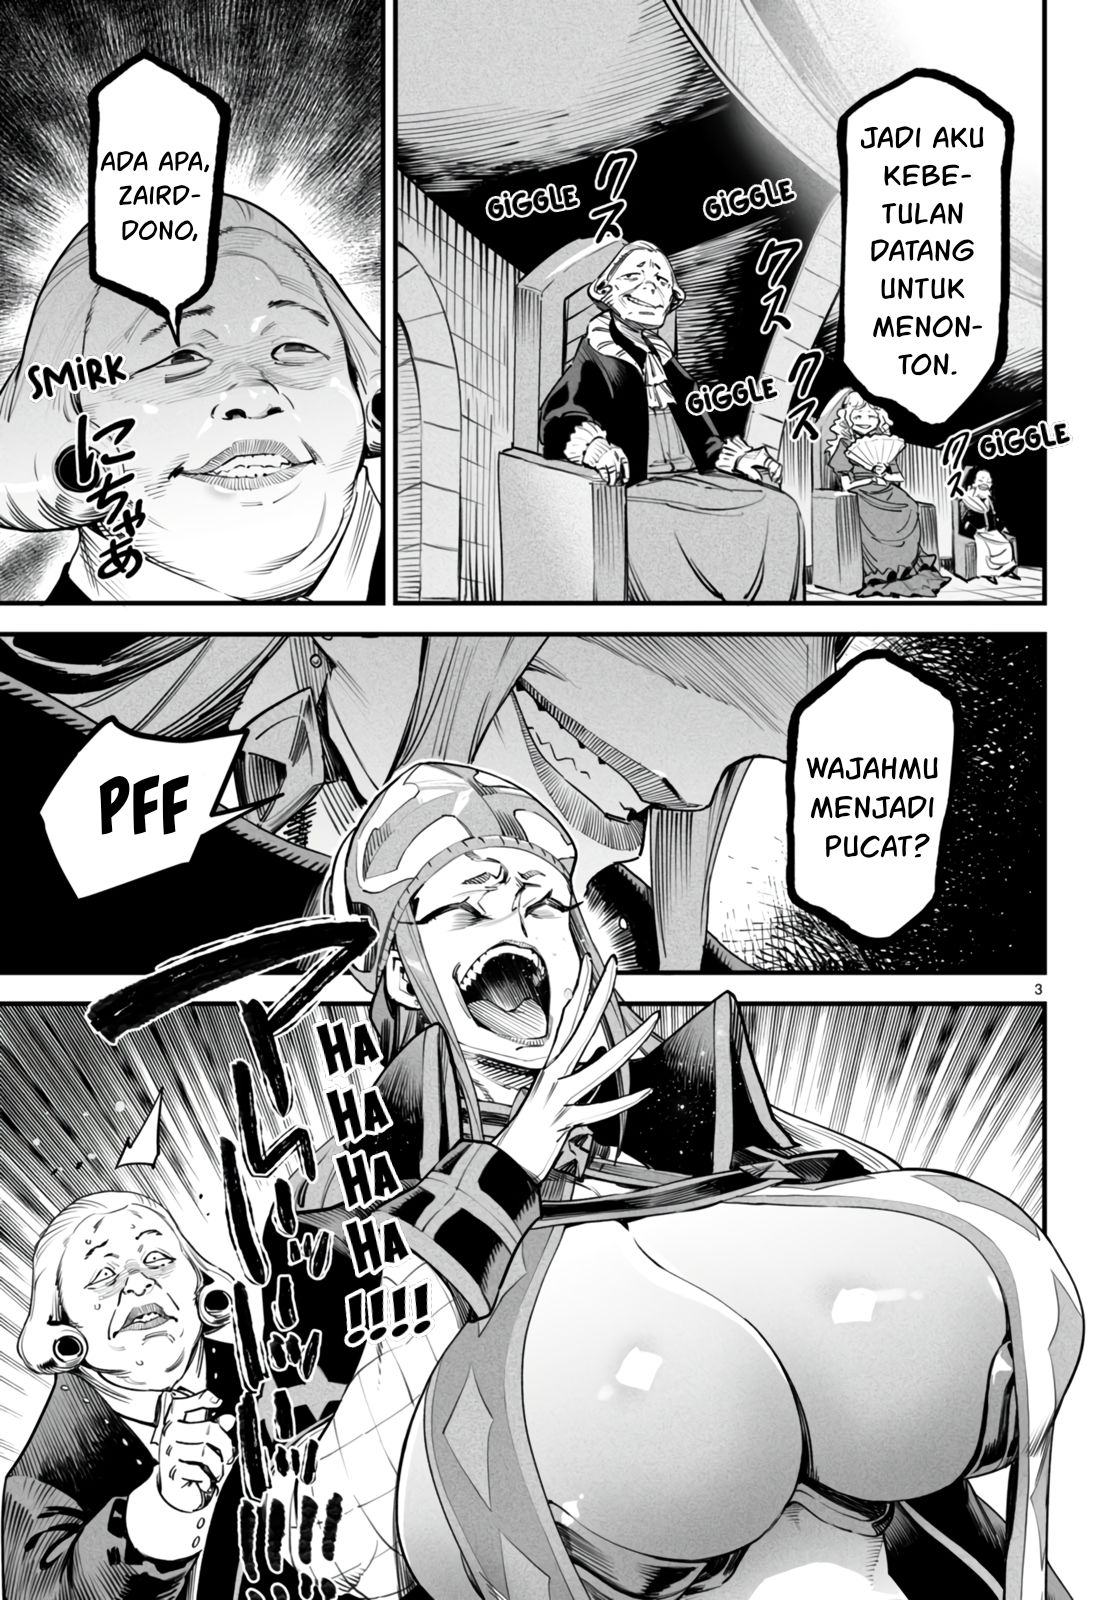 JADI AKU
KEBE-
TULAN
DATANG
UNTUK
MENON-
TON.
クス
GIGGLE
GIGGLE
クスクス
GIGGLE
クス
GIGGLE
ADA APA,
ZAIRD-
DONO,
SMIRK
にちゃあ
WAJAHMU
MENJADI
PUCAT?
PFF
3
HA
HA
HA
HA
!!!!